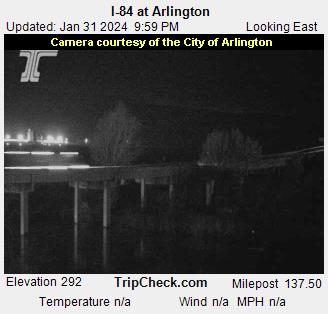 I-84 at Arlington
Updated: Jan 31 2024 9:59 PM Looking East
Camera courtesy of the City of Arlington
Elevation 292 TripCheck.com Milepost 137.50
Temperature n/a Wind n/a MPH n/a